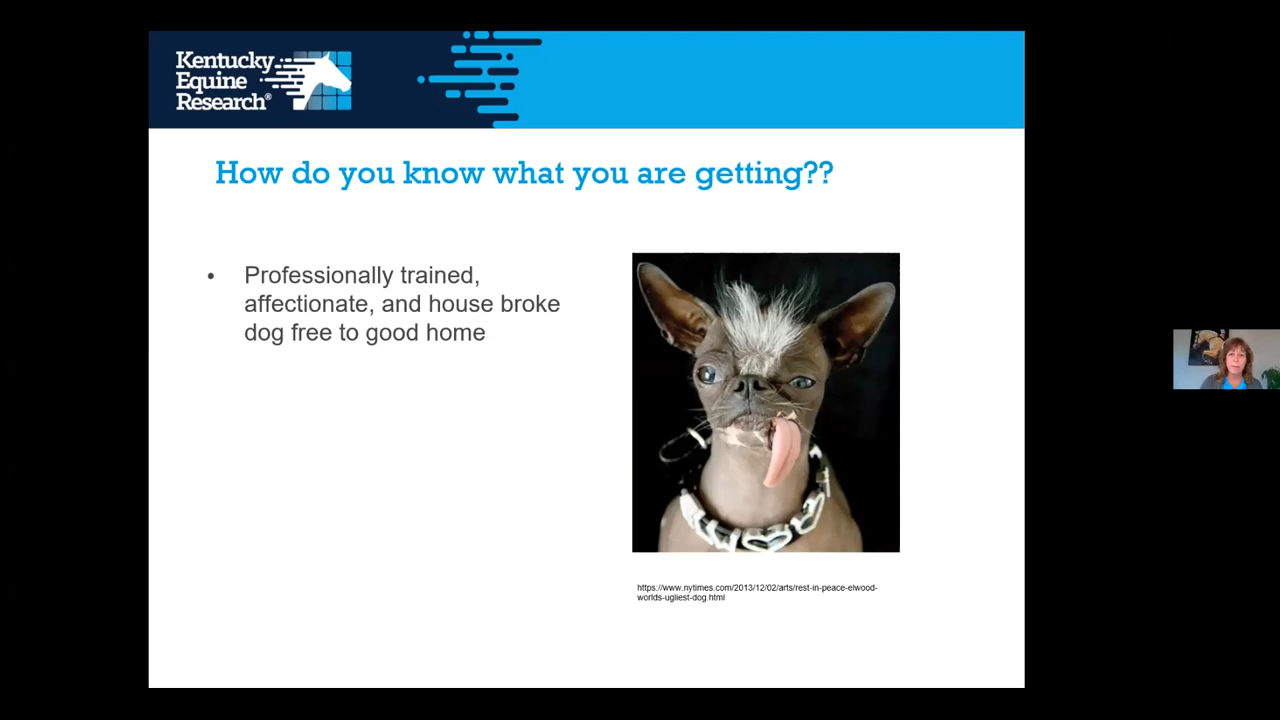 Kentucky
Equine
Research®
How do you know what you are getting??
• Professionally trained,
affectionate, and house broke
dog free to good home
https://www.nytimes.com/2013/12/02/arts/rest-in-peace-elwood-
worlds-ugliest-dog.html